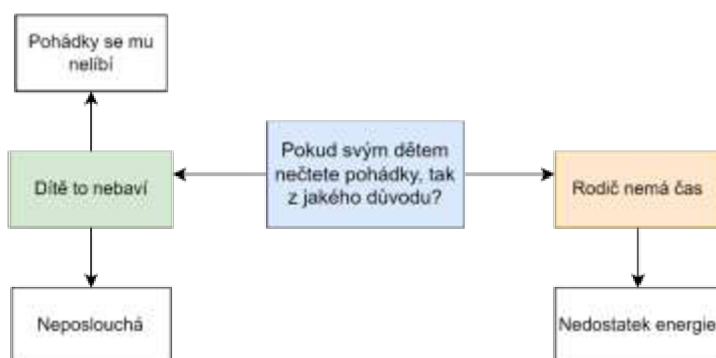 Pohádky se mu
nelíbí
Pokud svým dětem
nečtete pohádky, tak
z jakého důvodu?
Dítě to nebaví
Rodič nemá čas
Neposlouchá
Nedostatek energie